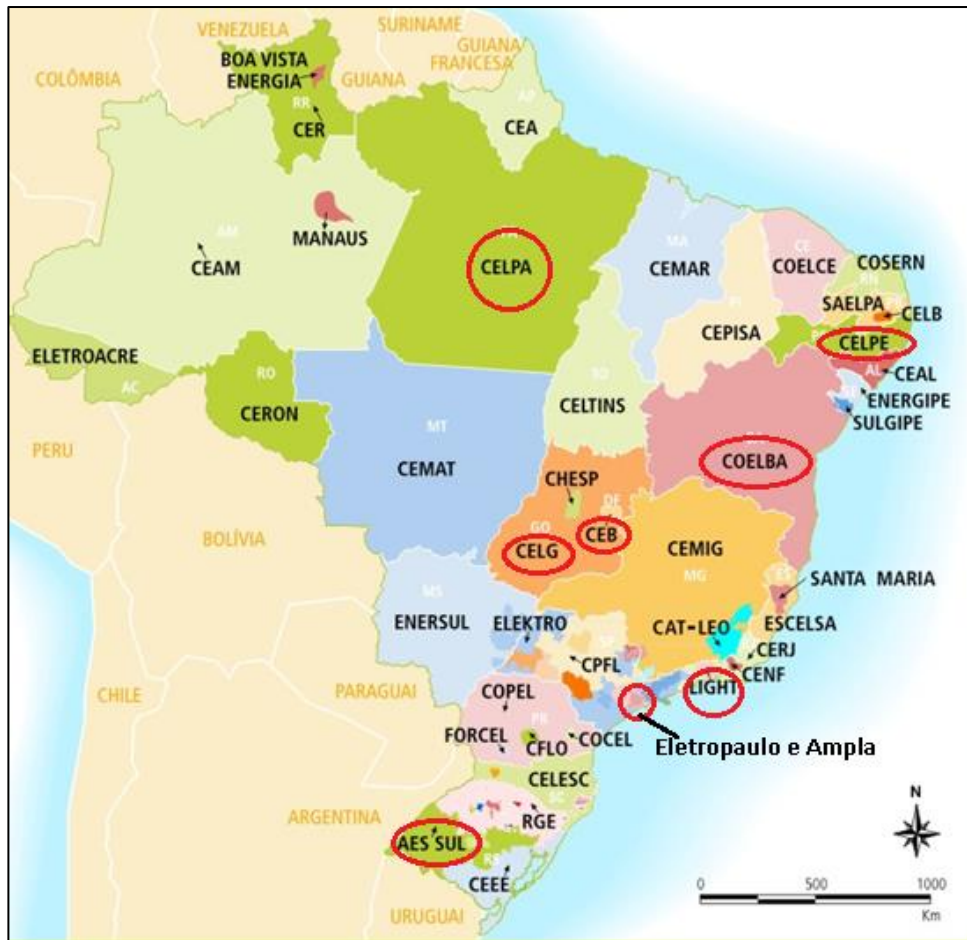 VENEZUELA
SURINAME
GUIANA
FRANCESA
COLÔMBIA
BOA VISTA
ENERGIA
GUIANA
RR
CER
AP
CEA
AM
MANAUS
CEAM
PA
CELPA
MA
CEMAR
CE
COELCE
RN
COSERN
SAELPA
CELB
PI
CEPISA
CELPE
AL
CEAL
ENERGIPE
SULGIPE
ELETROACRE
AC
RO
CERON
TO
CELTINS
MT
CEMAT
BA
COELBA
PERU
BOLÍVIA
CHESP
DF
GO
CELG
CEB
CEMIG
MG
ES
SANTA MARIA
MS
ENERSUL
ELEKTRO
CAT-LEO
ESCELSA
CERJ
CENF
SP
CPFL
LIGHT
CHILE
PARAGUAI
COPEL
PR
FORCEL
CFLO
COCEL
Eletropaulo e Ampla
CELESC
SC
ARGENTINA
RGE
AES SUL
RS
CEEE
URUGUAI
N
0 500 1000
Km